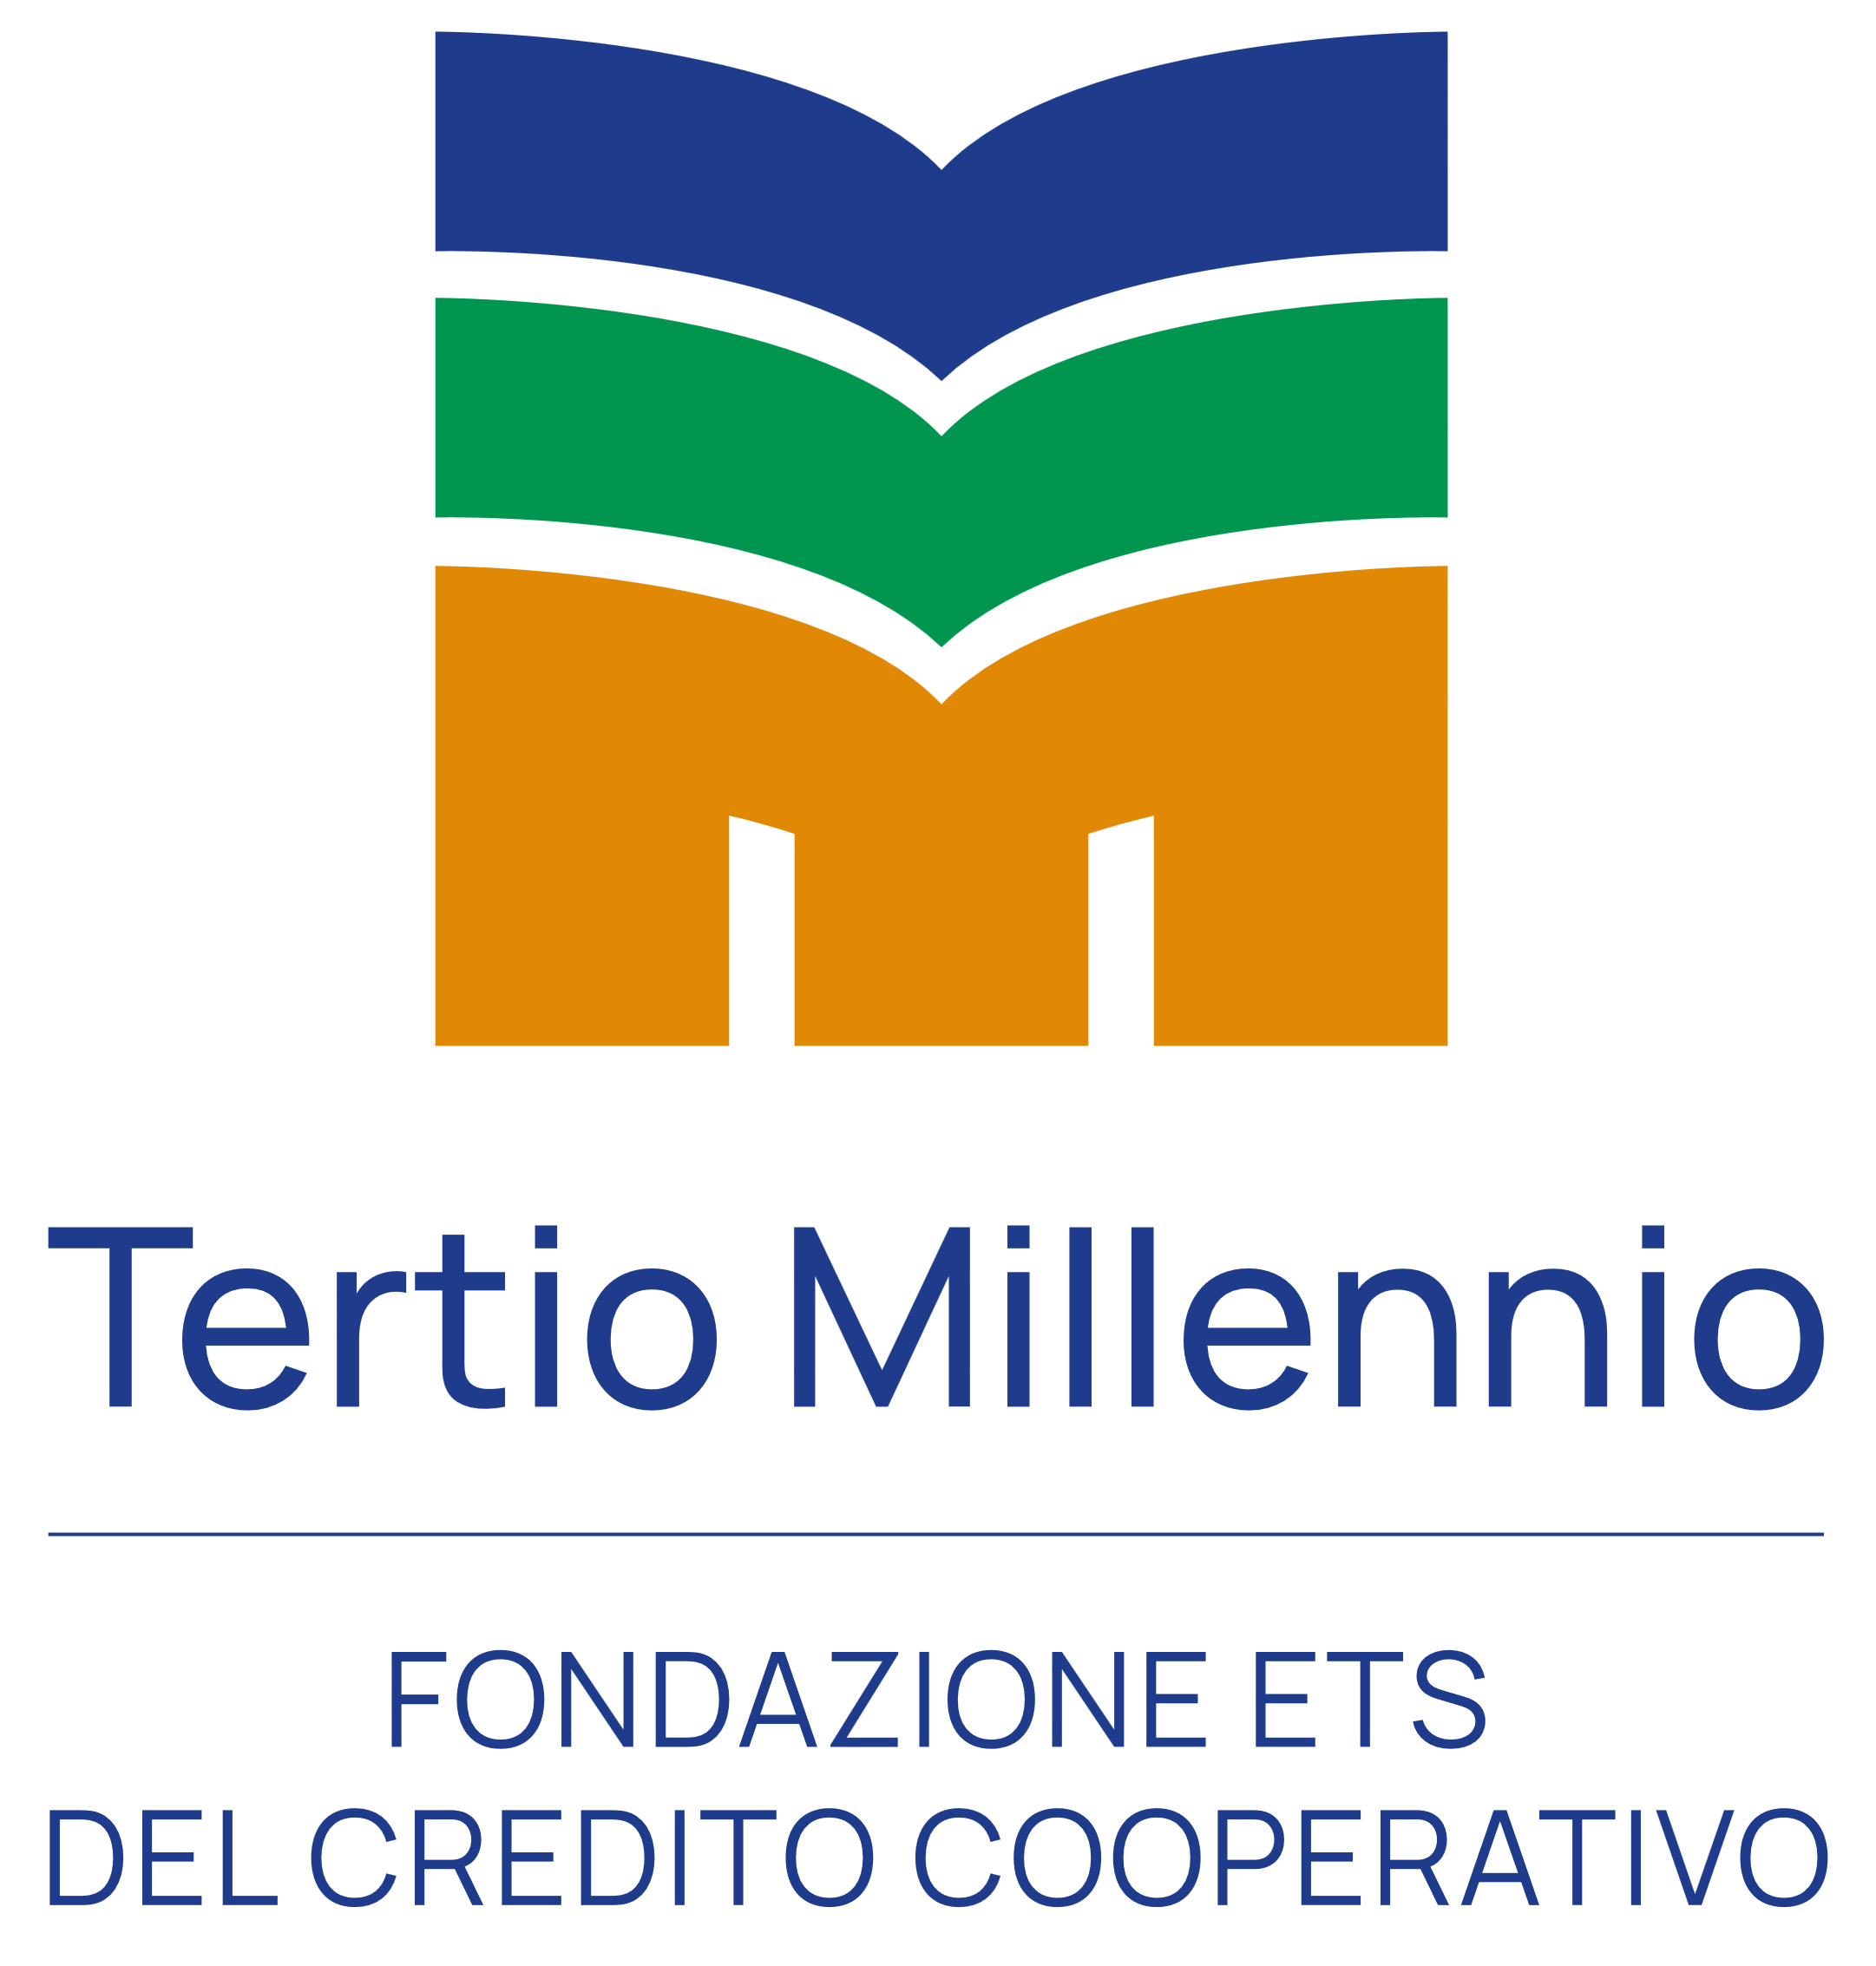 Tertio Millennio
FONDAZIONE ETS
DEL CREDITO COOPERATIVO